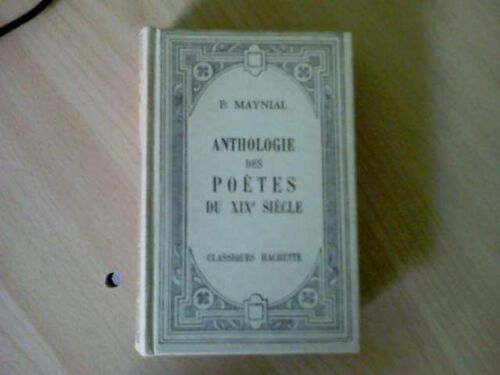 E. MAYNIAL
ANTHOLOGIE
DES
POÈTES
DU XIXᵉ SIÈCLE
CLASSIQUES HACHETTE